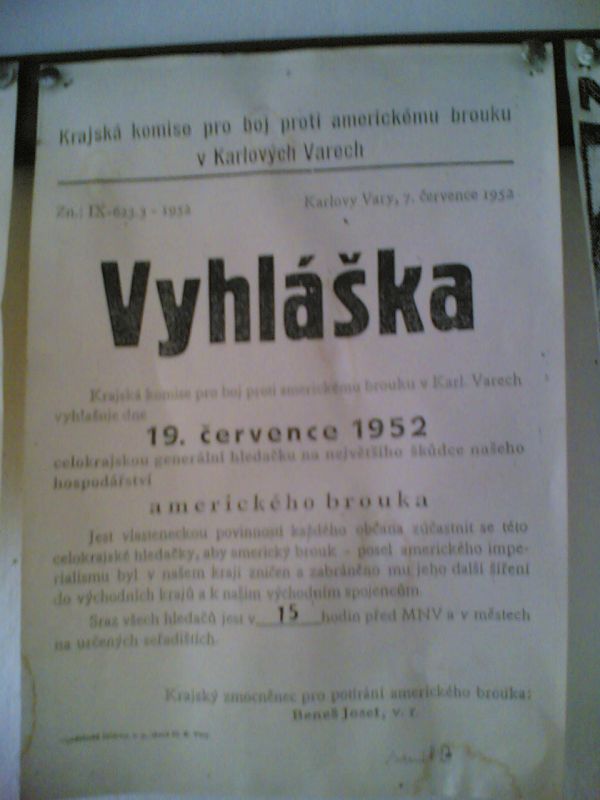 Krajská komise pro boj proti americkému brouku
v Karlových Varech
Zn.: IX-623.3 - 1952
Karlovy Vary, 7. července 1952
Vyhláška
Krajská komise pro boj proti americkému brouku v Karl. Varech
vyhlašuje dne
19. července 1952
celokrajskou generální hledačku na největšího škůdce našeho
hospodářství
amerického brouka
Jest vlasteneckou povinností každého občana zúčastnit se této
celokrajské hledačky, aby americký brouk - posel amerického impe-
rialismu byl v našem kraji zničen a zabráněno mu jeho další šíření
do východních krajů a k našim východním spojencům.
Sraz všech hledačů jest v 15 hodin před MNV a v městech
na určených seřadištích.
Krajský zmocněnec pro potírání amerického brouka:
Beneš Josef, v. r.